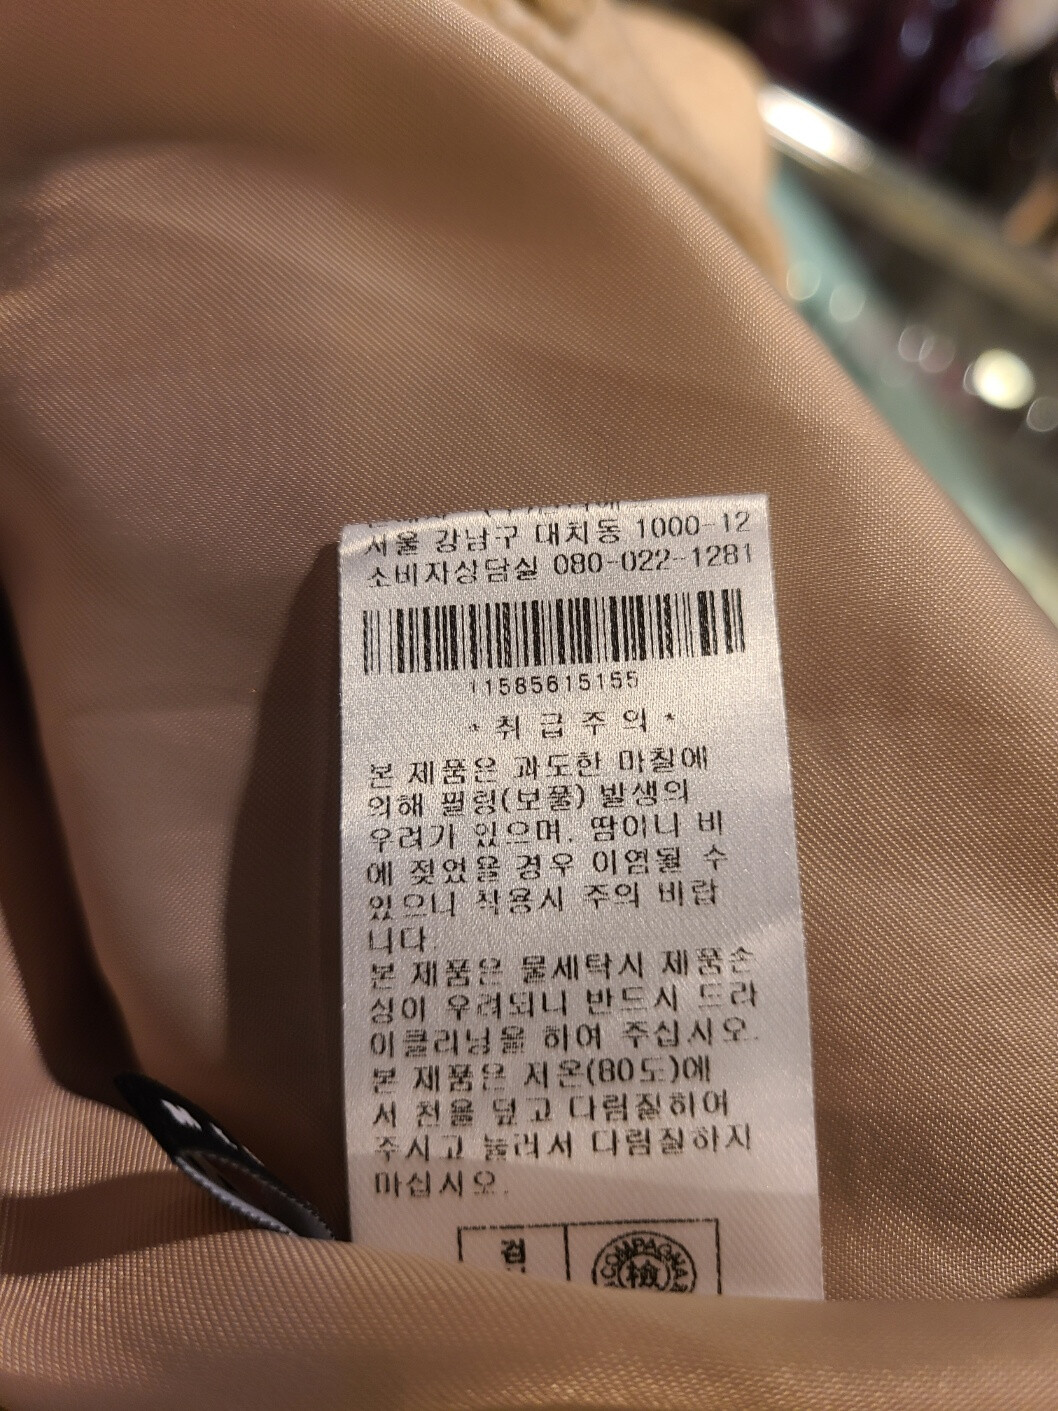 서울 강남구 대치동 1000-12
소비자상담실 080-022-1281
11585615155
* 취 급 주 의 *
본 제품은 과도한 마찰에
의해 필링(보풀) 발생의
우려가 있으며, 땀이나 비
에 젖었을 경우 이염될 수
있으니 착용시 주의 바랍
니다.
본 제품은 물세탁시 제품손
상이 우려되니 반드시 드라
이클리닝을 하여 주십시오.
본 제품은 저온(80도)에
서 천을 덮고 다림질하여
주시고 눌러서 다림질하지
마십시오.
검
COMPAGNA
檢